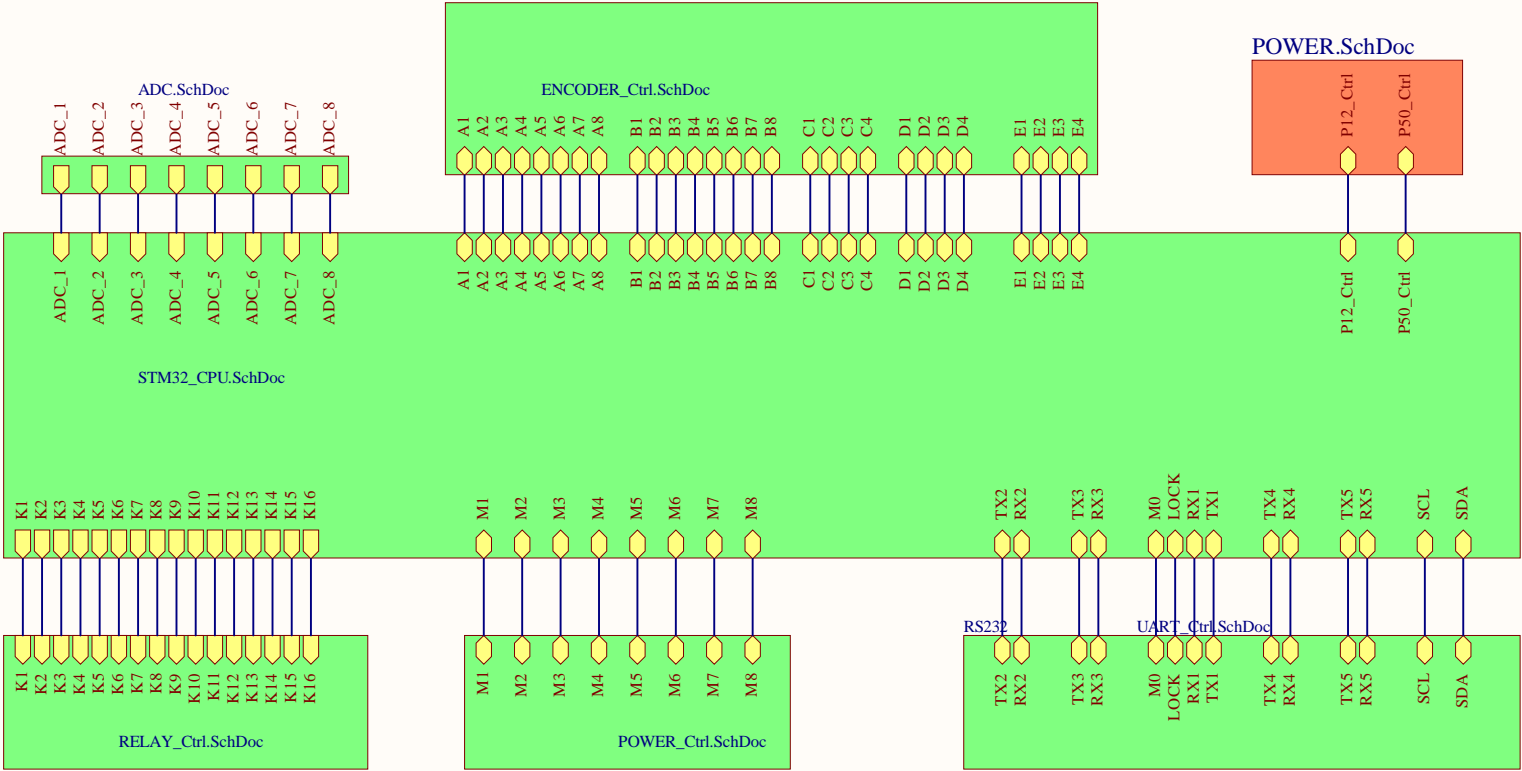 POWER.SchDoc
ADC.SchDoc
ENCODER_Ctrl.SchDoc
ADC_1 ADC_2 ADC_3 ADC_4 ADC_5 ADC_6 ADC_7 ADC_8
A1 A2 A3 A4 A5 A6 A7 A8 B1 B2 B3 B4 B5 B6 B7 B8 C1 C2 C3 C4 D1 D2 D3 D4 E1 E2 E3 E4
P12_Ctrl P50_Ctrl
ADC_1 ADC_2 ADC_3 ADC_4 ADC_5 ADC_6 ADC_7 ADC_8
A1 A2 A3 A4 A5 A6 A7 A8 B1 B2 B3 B4 B5 B6 B7 B8 C1 C2 C3 C4 D1 D2 D3 D4 E1 E2 E3 E4
P12_Ctrl P50_Ctrl
STM32_CPU.SchDoc
K1 K2 K3 K4 K5 K6 K7 K8 K9 K10 K11 K12 K13 K14 K15 K16
M1 M2 M3 M4 M5 M6 M7 M8
TX2 RX2 TX3 RX3 M0 LOCK RX1 TX1 TX4 RX4 TX5 RX5 SCL SDA
RS232
UART_Ctrl.SchDoc
K1 K2 K3 K4 K5 K6 K7 K8 K9 K10 K11 K12 K13 K14 K15 K16
M1 M2 M3 M4 M5 M6 M7 M8
TX2 RX2 TX3 RX3 M0 LOCK RX1 TX1 TX4 RX4 TX5 RX5 SCL SDA
RELAY_Ctrl.SchDoc
POWER_Ctrl.SchDoc